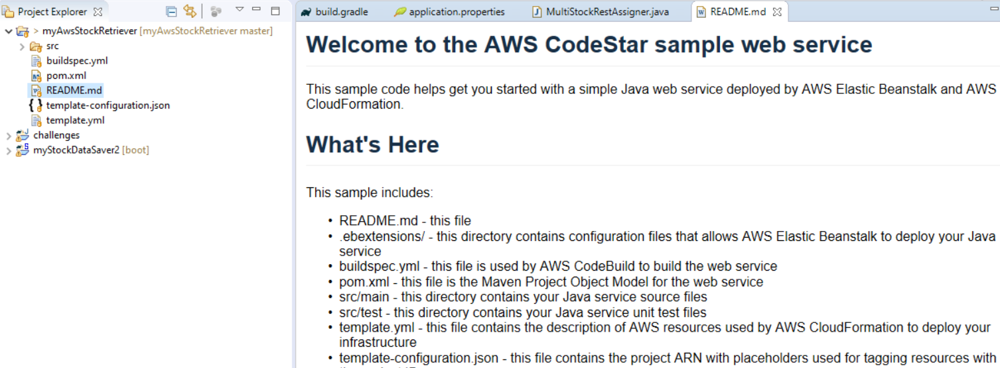 Project Explorer
myAwsStockRetriever [myAwsStockRetriever master]
src
buildspec.yml
pom.xml
README.md
template-configuration.json
template.yml
challenges
myStockDataSaver2 [boot]
build.gradle
application.properties
MultiStockRestAssigner.java
README.md
Welcome to the AWS CodeStar sample web service
This sample code helps get you started with a simple Java web service deployed by AWS Elastic Beanstalk and AWS
CloudFormation.
What's Here
This sample includes:
• README.md - this file
• .ebextensions/ - this directory contains configuration files that allows AWS Elastic Beanstalk to deploy your Java
service
• buildspec.yml - this file is used by AWS CodeBuild to build the web service
• pom.xml - this file is the Maven Project Object Model for the web service
• src/main - this directory contains your Java service source files
• src/test - this directory contains your Java service unit test files
• template.yml - this file contains the description of AWS resources used by AWS CloudFormation to deploy your
infrastructure
• template-configuration.json - this file contains the project ARN with placeholders used for tagging resources with